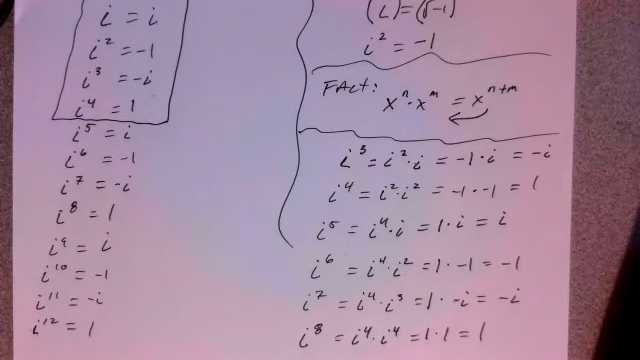 i = i
i² = -1
i³ = -i
i⁴ = 1
i⁵ = i
i⁶ = -1
i⁷ = -i
i⁸ = 1
i⁹ = i
i¹⁰ = -1
i¹¹ = -i
i¹² = 1
(i) = (√-1)
i² = -1
FACT:
xⁿ · xᵐ = xⁿ⁺ᵐ
i³ = i² · i = -1 · i = -i
i⁴ = i² · i² = -1 · -1 = 1
i⁵ = i⁴ · i = 1 · i = i
i⁶ = i⁴ · i² = 1 · -1 = -1
i⁷ = i⁴ · i³ = 1 · -i = -i
i⁸ = i⁴ · i⁴ = 1 · 1 = 1